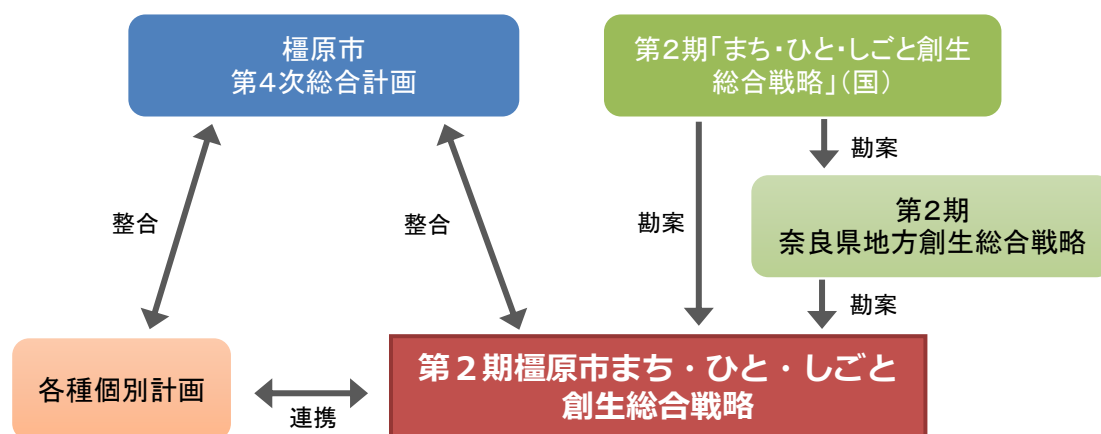 橿原市
第4次総合計画
第2期「まち・ひと・しごと創生
総合戦略」（国）
勘案
整合
整合
勘案
第2期
奈良県地方創生総合戦略
勘案
各種個別計画
連携
第２期橿原市まち・ひと・しごと
創生総合戦略